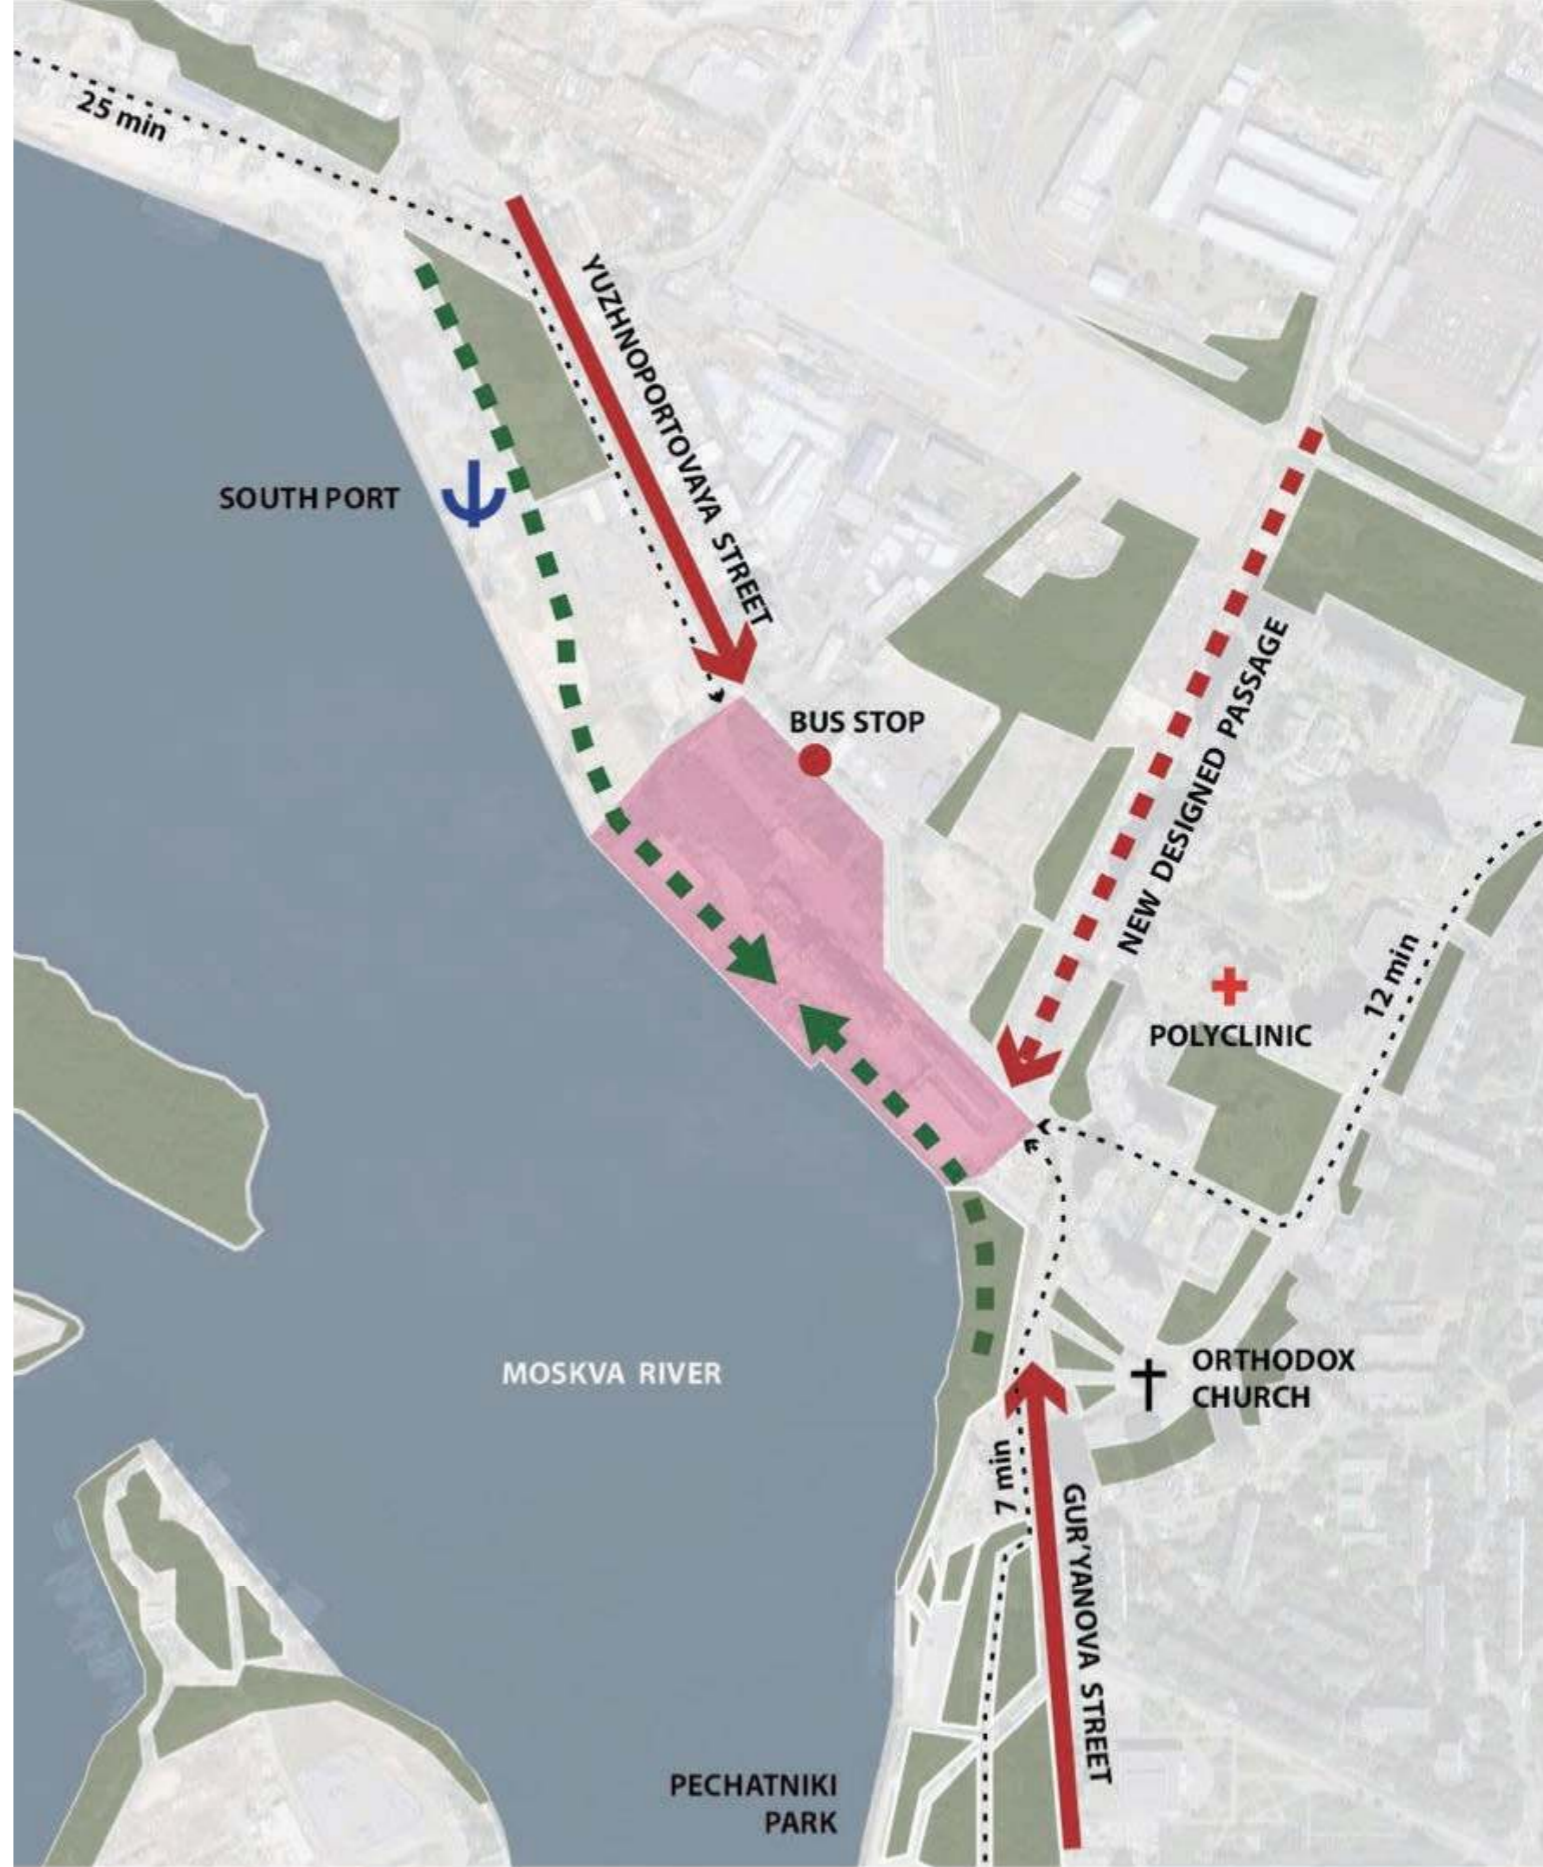 25 min
YUZHNOPORTOVAYA STREET
SOUTH PORT
BUS STOP
NEW DESIGNED PASSAGE
12 min
POLYCLINIC
MOSKVA RIVER
ORTHODOX
CHURCH
7 min
GUR'YANOVA STREET
PECHATNIKI
PARK